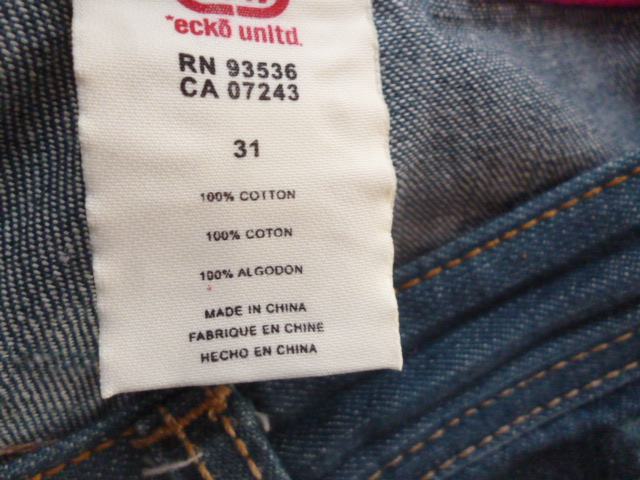 *eckō unltd.
RN 93536
CA 07243
31
100% COTTON
100% COTON
100% ALGODON
MADE IN CHINA
FABRIQUE EN CHINE
HECHO EN CHINA